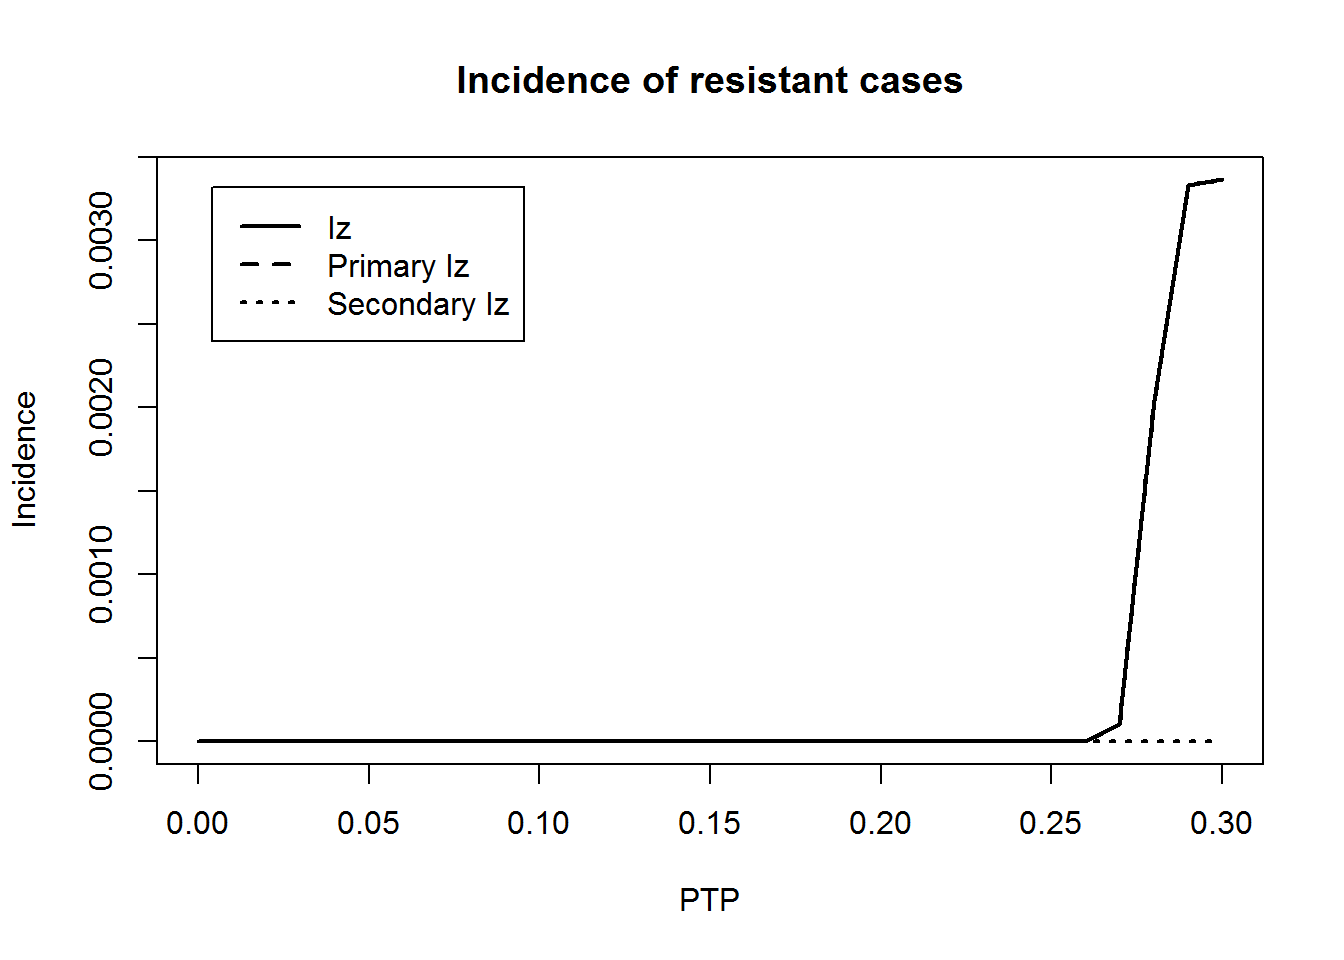 Incidence of resistant cases
Iz
Primary Iz
Secondary Iz
Incidence
0.0030
0.0020
0.0010
0.0000
0.00 0.05 0.10 0.15 0.20 0.25 0.30
PTP